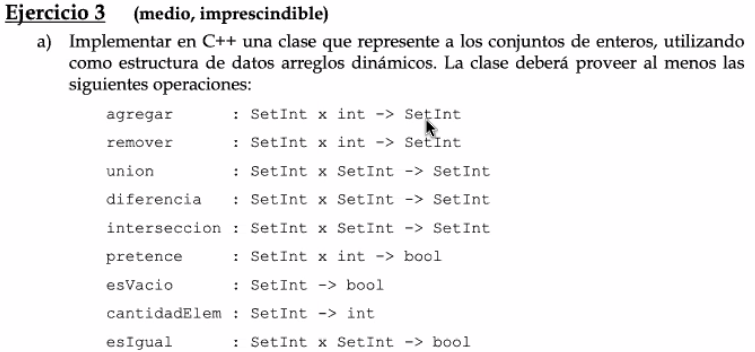 Ejercicio 3 (medio, imprescindible)
a) Implementar en C++ una clase que represente a los conjuntos de enteros, utilizando
como estructura de datos arreglos dinámicos. La clase deberá proveer al menos las
siguientes operaciones:
agregar : SetInt x int -> SetInt
remover : SetInt x int -> SetInt
union : SetInt x SetInt -> SetInt
diferencia : SetInt x SetInt -> SetInt
interseccion : SetInt x SetInt -> SetInt
pretence : SetInt x int -> bool
esVacio : SetInt -> bool
cantidadElem : SetInt -> int
esIgual : SetInt x SetInt -> bool